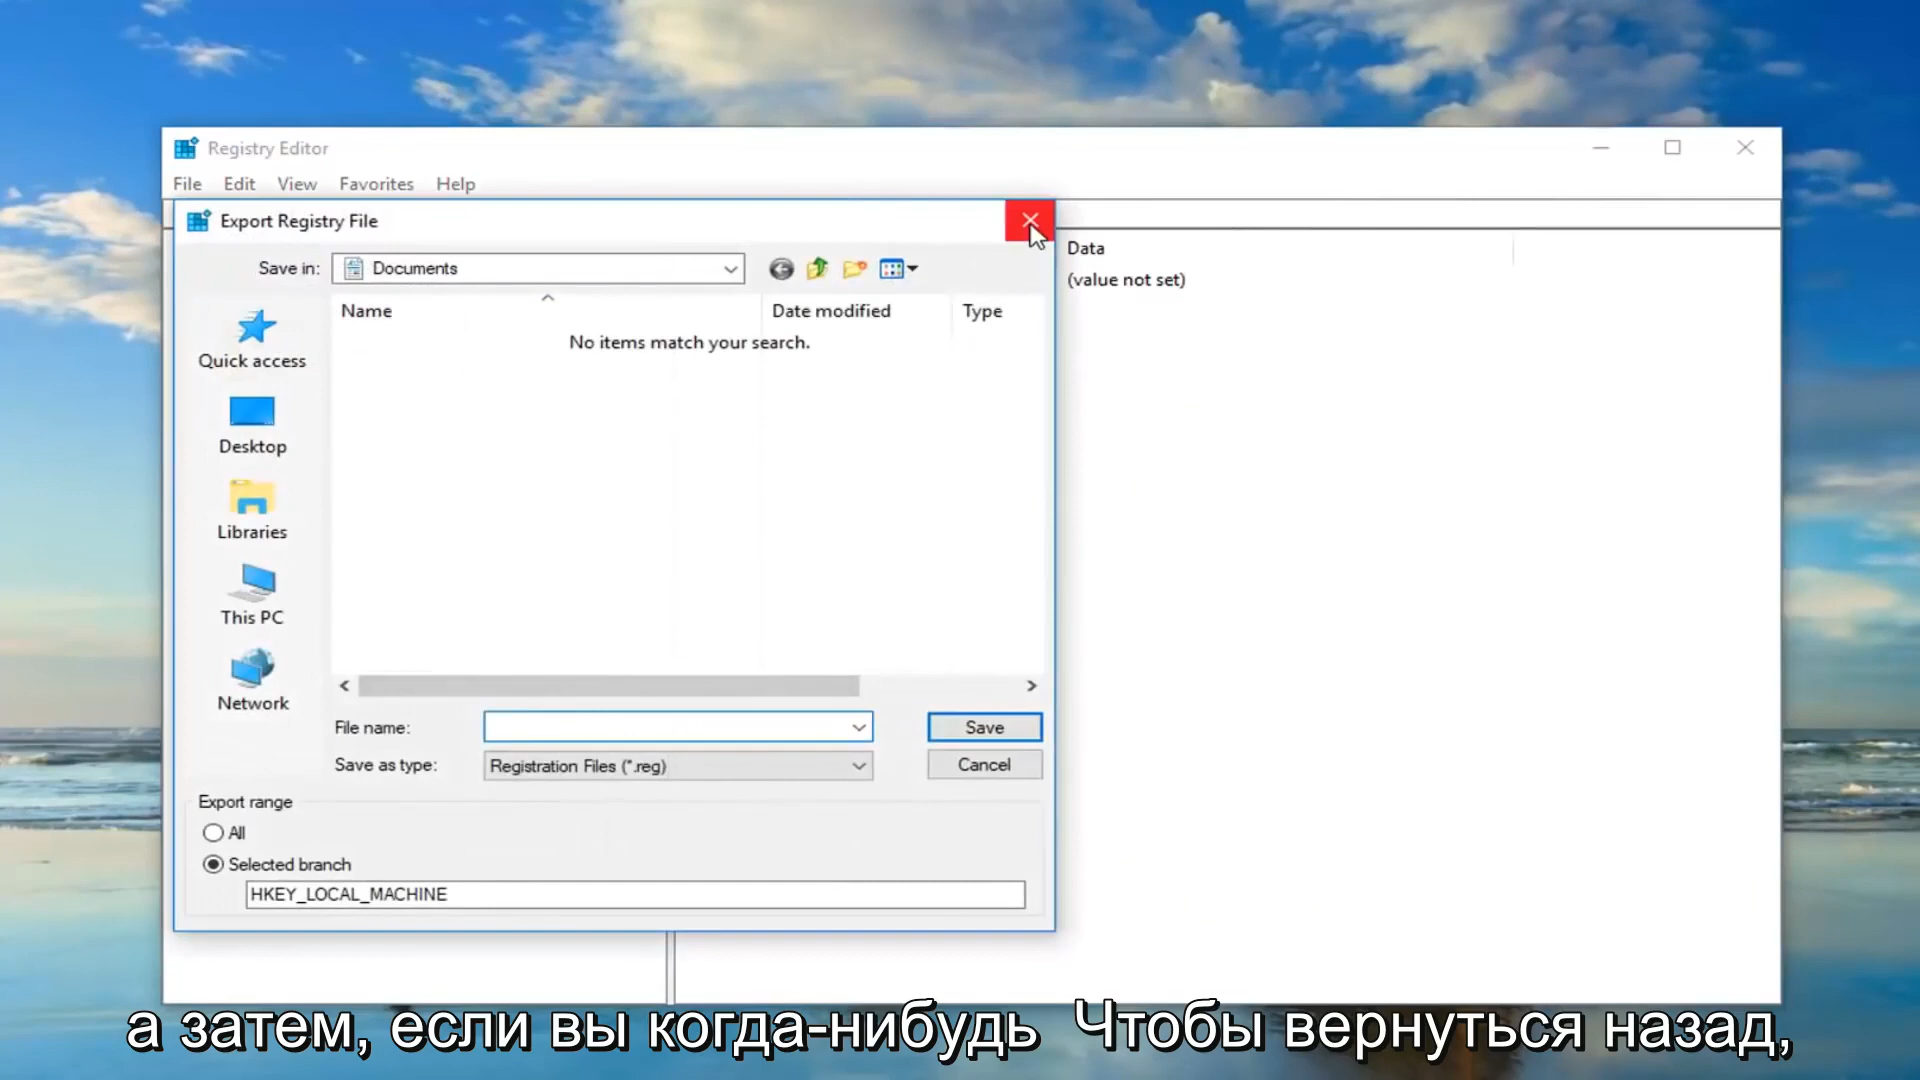 Registry Editor
File Edit View Favorites Help
Export Registry File
Save in: Documents
Data
(value not set)
Name Date modified Type
No items match your search.
Quick access
Desktop
Libraries
This PC
Network
File name: Save
Save as type: Registration Files (*.reg) Cancel
Export range
All
Selected branch
HKEY_LOCAL_MACHINE
а затем, если вы когда-нибудь Чтобы вернуться назад,